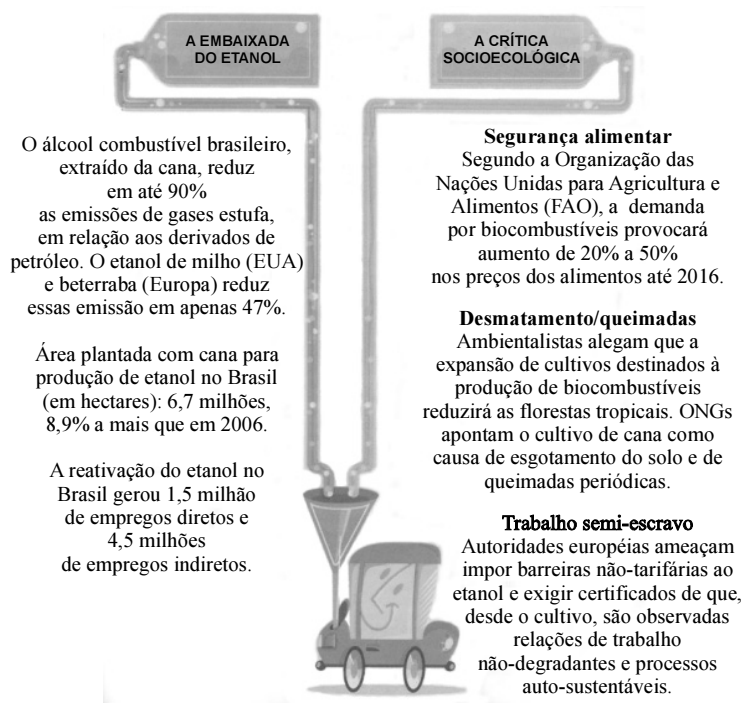 A EMBAIXADA
DO ETANOL
O álcool combustível brasileiro,
extraído da cana, reduz
em até 90%
as emissões de gases estufa,
em relação aos derivados de
petróleo. O etanol de milho (EUA)
e beterraba (Europa) reduz
essas emissão em apenas 47%.
Área plantada com cana para
produção de etanol no Brasil
(em hectares): 6,7 milhões,
8,9% a mais que em 2006.
A reativação do etanol no
Brasil gerou 1,5 milhão
de empregos diretos e
4,5 milhões
de empregos indiretos.
A CRÍTICA
SOCIOECOLÓGICA
Segurança alimentar
Segundo a Organização das
Nações Unidas para Agricultura e
Alimentos (FAO), a demanda
por biocombustíveis provocará
aumento de 20% a 50%
nos preços dos alimentos até 2016.
Desmatamento/queimadas
Ambientalistas alegam que a
expansão de cultivos destinados à
produção de biocombustíveis
reduzirá as florestas tropicais. ONGs
apontam o cultivo de cana como
causa de esgotamento do solo e de
queimadas periódicas.
Trabalho semi-escravo
Autoridades européias ameaçam
impor barreiras não-tarifárias ao
etanol e exigir certificados de que,
desde o cultivo, são observadas
relações de trabalho
não-degradantes e processos
auto-sustentáveis.